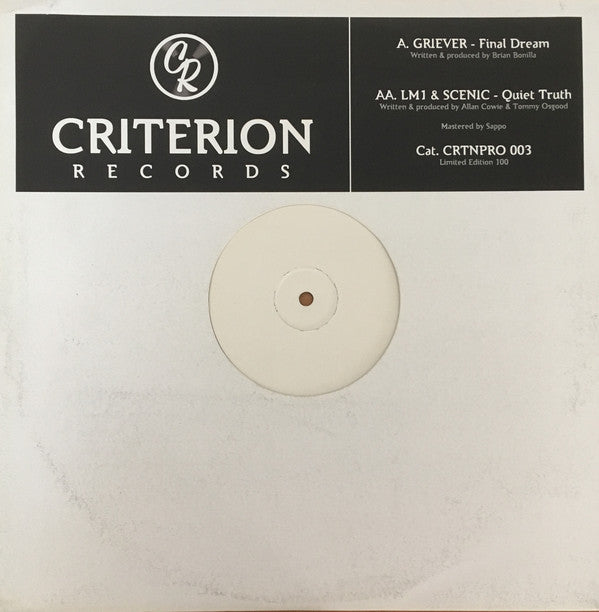 CR
CRITERION
RECORDS
A. GRIEVER - Final Dream
Written & produced by Brian Bonilla
AA. LM1 & SCENIC - Quiet Truth
Written & produced by Allan Cowie & Tommy Osgood
Mastered by Sappo
Cat. CRTNPRO 003
Limited Edition 100